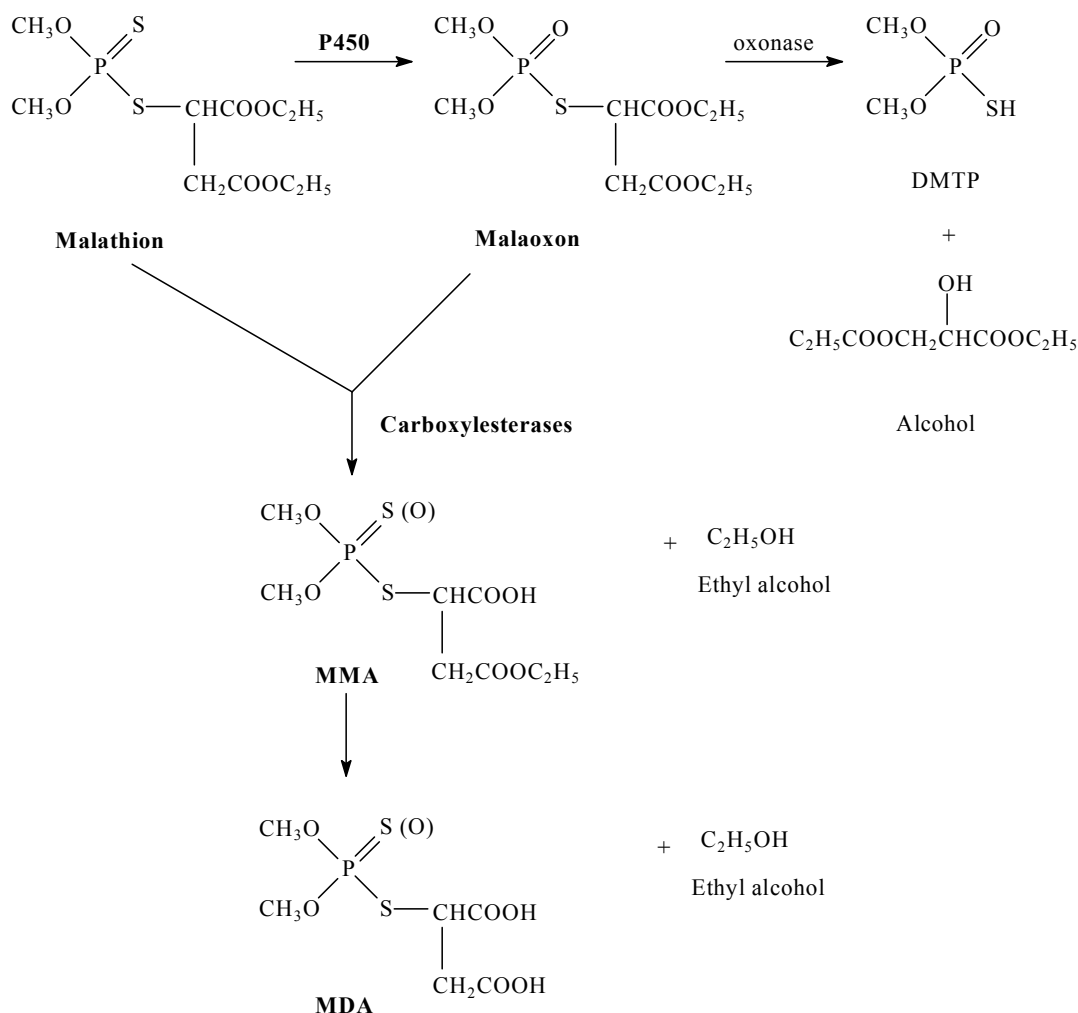 CH₃O S P450 CH₃O O oxonase CH₃O O
P P P
CH₃O S CHCOOC₂H₅ CH₃O S CHCOOC₂H₅ CH₃O SH
CH₂COOC₂H₅ CH₂COOC₂H₅ DMTP
Malathion Malaoxon +
OH
C₂H₅COOCH₂CHCOOC₂H₅
Carboxylesterases Alcohol
CH₃O S (O)
P + C₂H₅OH
CH₃O S CHCOOH Ethyl alcohol
MMA CH₂COOC₂H₅
CH₃O S (O)
P + C₂H₅OH
CH₃O S CHCOOH Ethyl alcohol
CH₂COOH
MDA